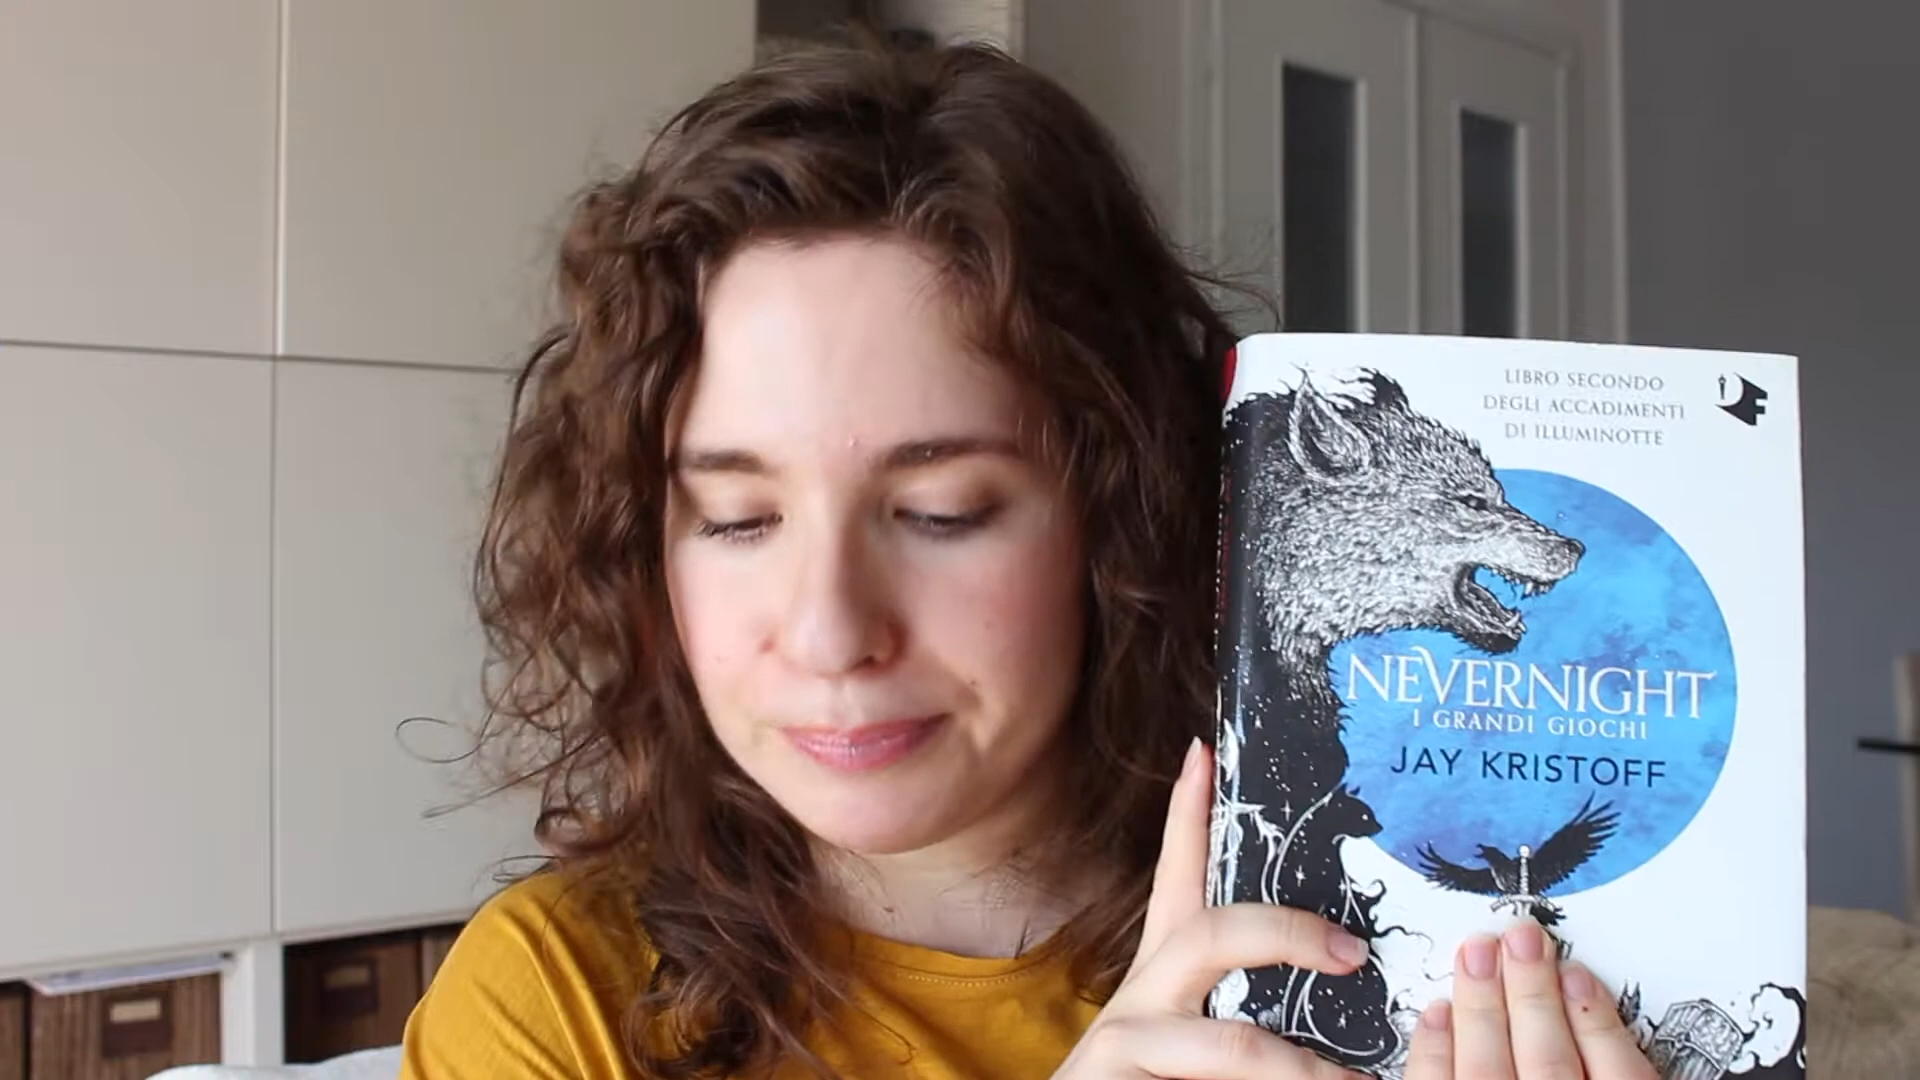 LIBRO SECONDO
DEGLI ACCADIMENTI
DI ILLUMINOTTE
NEVERNIGHT
I GRANDI GIOCHI
JAY KRISTOFF